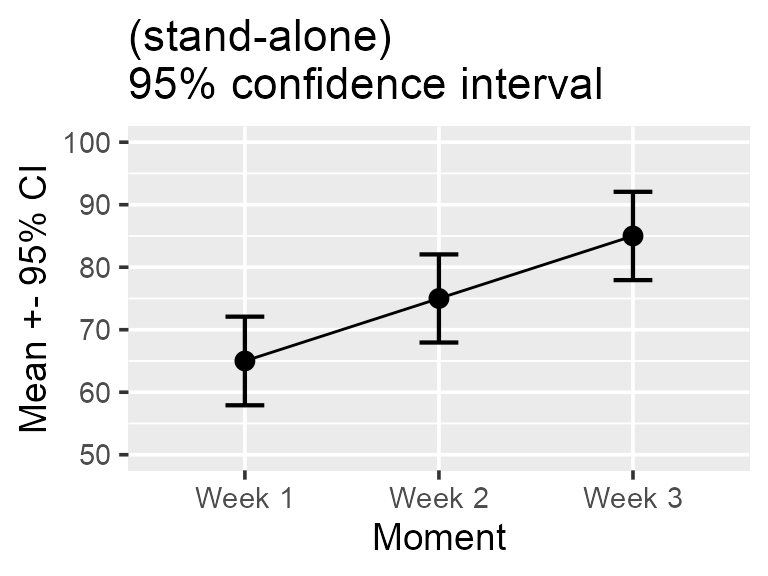 (stand-alone)
95% confidence interval
Mean +- 95% CI
100
90
80
70
60
50
Week 1 Week 2 Week 3
Moment